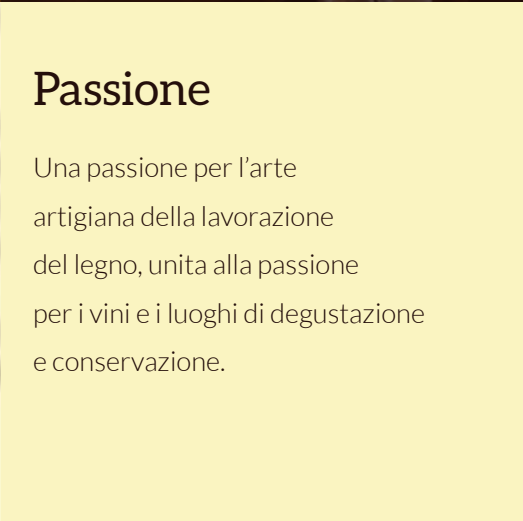 Passione
Una passione per l’arte
artigiana della lavorazione
del legno, unita alla passione
per i vini e i luoghi di degustazione
e conservazione.